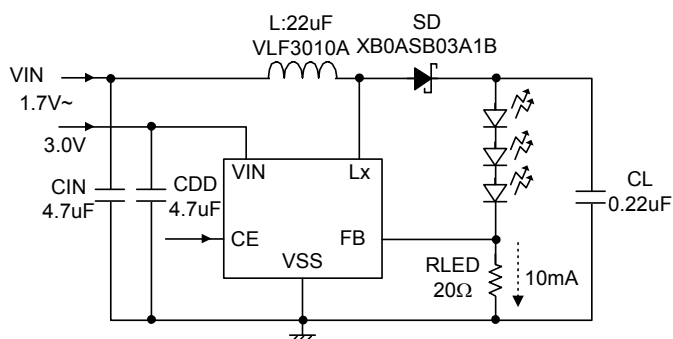 L:22uF
VLF3010A
SD
XB0ASB03A1B
VIN
1.7V~
3.0V
CIN
4.7uF
CDD
4.7uF
VIN
Lx
CE
FB
VSS
RLED
20Ω
10mA
CL
0.22uF